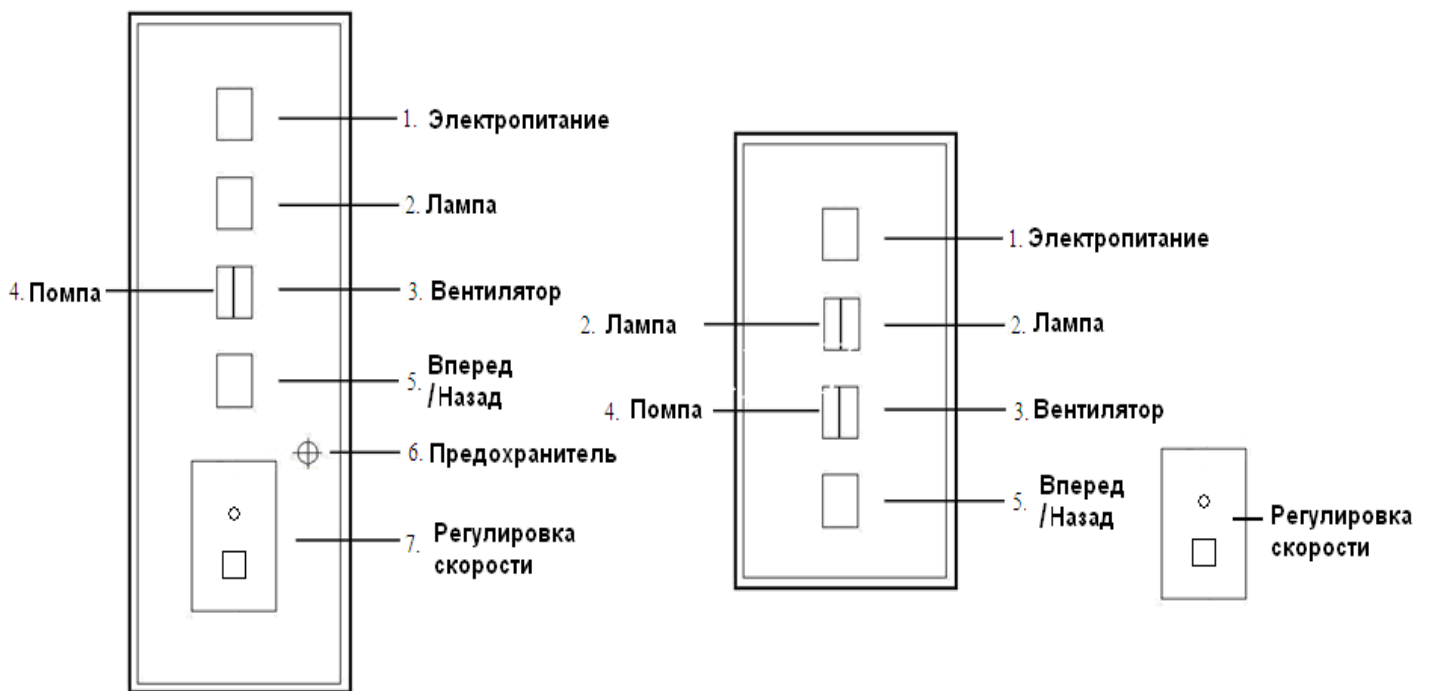 1. Электропитание
2. Лампа
4. Помпа
3. Вентилятор
5. Вперед
/Назад
6. Предохранитель
7. Регулировка
скорости
1. Электропитание
2. Лампа
2. Лампа
4. Помпа
3. Вентилятор
5. Вперед
/Назад
Регулировка
скорости